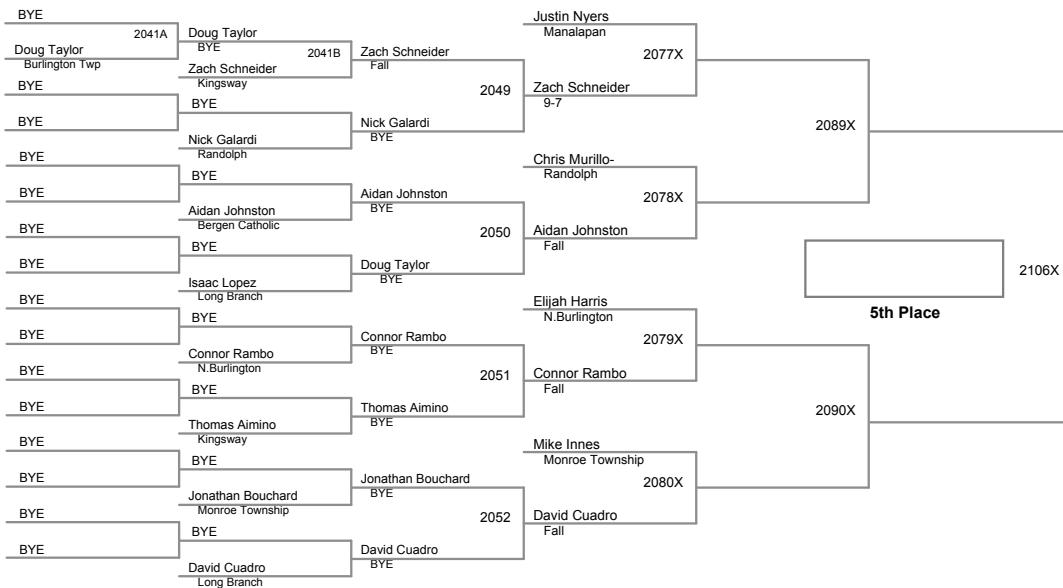 BYE
2041A
Doug Taylor
Burlington Twp
BYE
BYE
BYE
BYE
BYE
BYE
BYE
BYE
BYE
BYE
BYE
BYE
BYE
BYE
Doug Taylor
BYE
2041B
Zach Schneider
Kingsway
BYE
Nick Galardi
Randolph
BYE
Aidan Johnston
Bergen Catholic
BYE
Isaac Lopez
Long Branch
BYE
Connor Rambo
N.Burlington
BYE
Thomas Aimino
Kingsway
BYE
Jonathan Bouchard
Monroe Township
BYE
David Cuadro
Long Branch
Zach Schneider
Fall
2049
Nick Galardi
BYE
Aidan Johnston
BYE
2050
Doug Taylor
BYE
Connor Rambo
BYE
2051
Thomas Aimino
BYE
Jonathan Bouchard
BYE
2052
David Cuadro
BYE
Justin Nyers
Manalapan
2077X
Zach Schneider
9-7
Chris Murillo-
Randolph
2078X
Aidan Johnston
Fall
Elijah Harris
N.Burlington
2079X
Connor Rambo
Fall
Mike Innes
Monroe Township
2080X
David Cuadro
Fall
2089X
2090X
2106X
5th Place